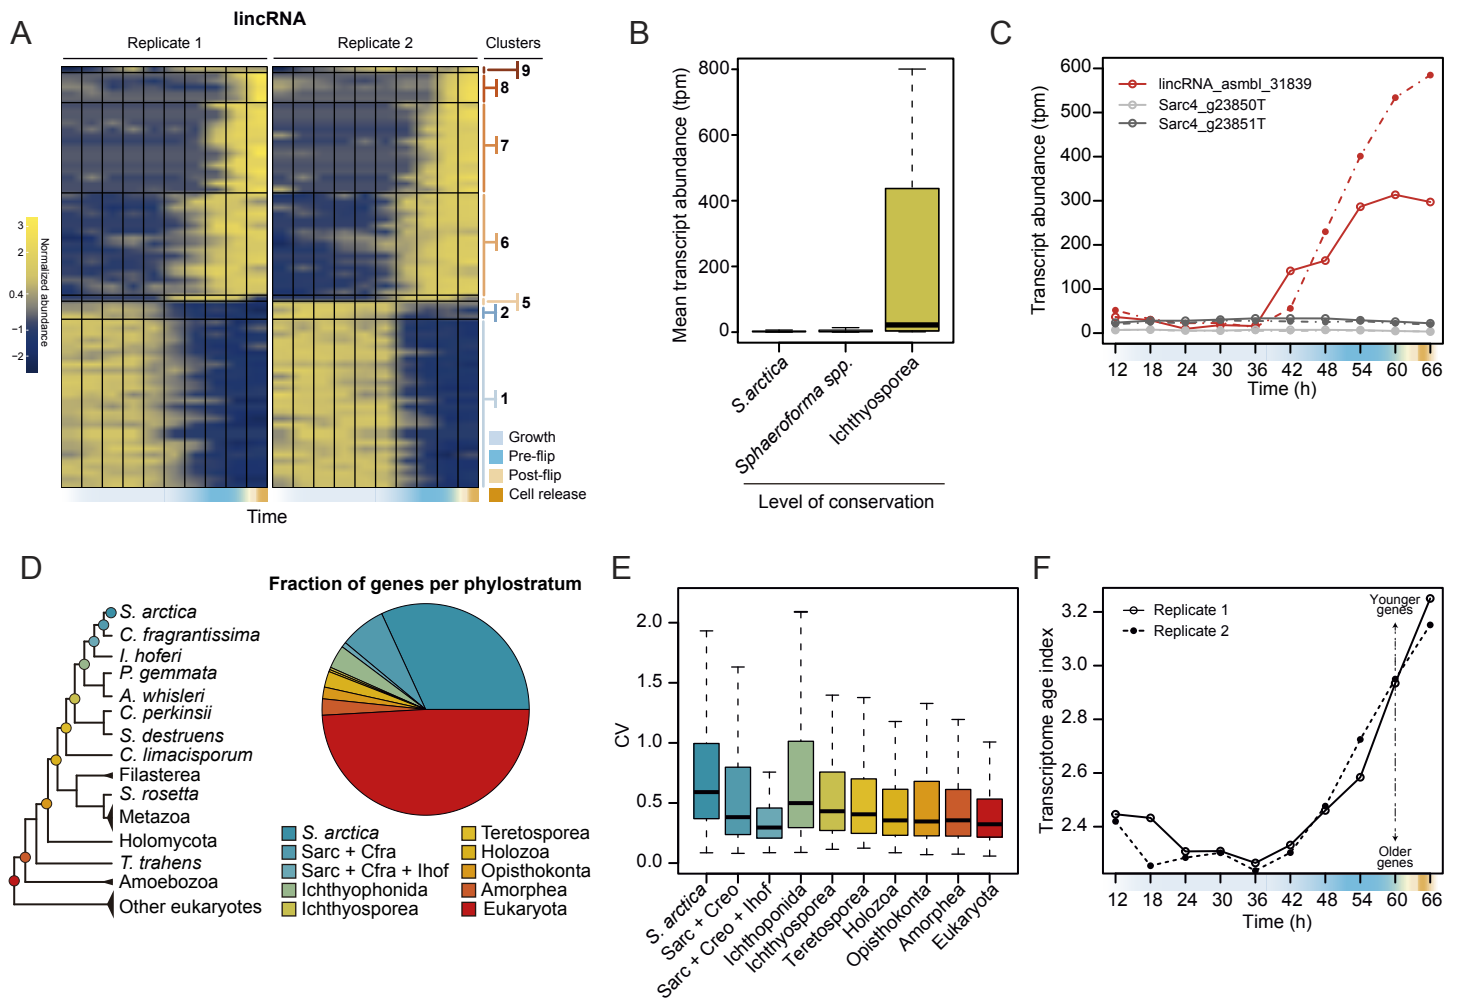 A
lincRNA
Replicate 1
Replicate 2
Clusters
9
8
7
6
5
2
1
3
2
0.4
−1
−2
Normalized abundance
Growth
Pre-flip
Post-flip
Cell release
Time
B
Mean transcript abundance (tpm)
800
600
400
200
0
S.arctica
Sphaeroforma spp.
Ichthyosporea
Level of conservation
C
Transcript abundance (tpm)
600
500
400
300
200
100
0
lincRNA_asmbl_31839
Sarc4_g23850T
Sarc4_g23851T
12 18 24 30 36 42 48 54 60 66
Time (h)
D
S. arctica
C. fragrantissima
I. hoferi
P. gemmata
A. whisleri
C. perkinsii
S. destruens
C. limacisporum
Filasterea
S. rosetta
Metazoa
Holomycota
T. trahens
Amoebozoa
Other eukaryotes
Fraction of genes per phylostratum
S. arctica
Sarc + Cfra
Sarc + Cfra + Ihof
Ichthyophonida
Ichthyosporea
Teretosporea
Holozoa
Opisthokonta
Amorphea
Eukaryota
E
CV
2.0
1.5
1.0
0.5
0.0
S. arctica
Sarc + Creo
Sarc + Creo + Ihof
Ichthoponida
Ichthyosporea
Teretosporea
Holozoa
Opisthokonta
Amorphea
Eukaryota
F
Transcriptome age index
3.2
3.0
2.8
2.6
2.4
Replicate 1
Replicate 2
Younger
genes
Older
genes
12 18 24 30 36 42 48 54 60 66
Time (h)